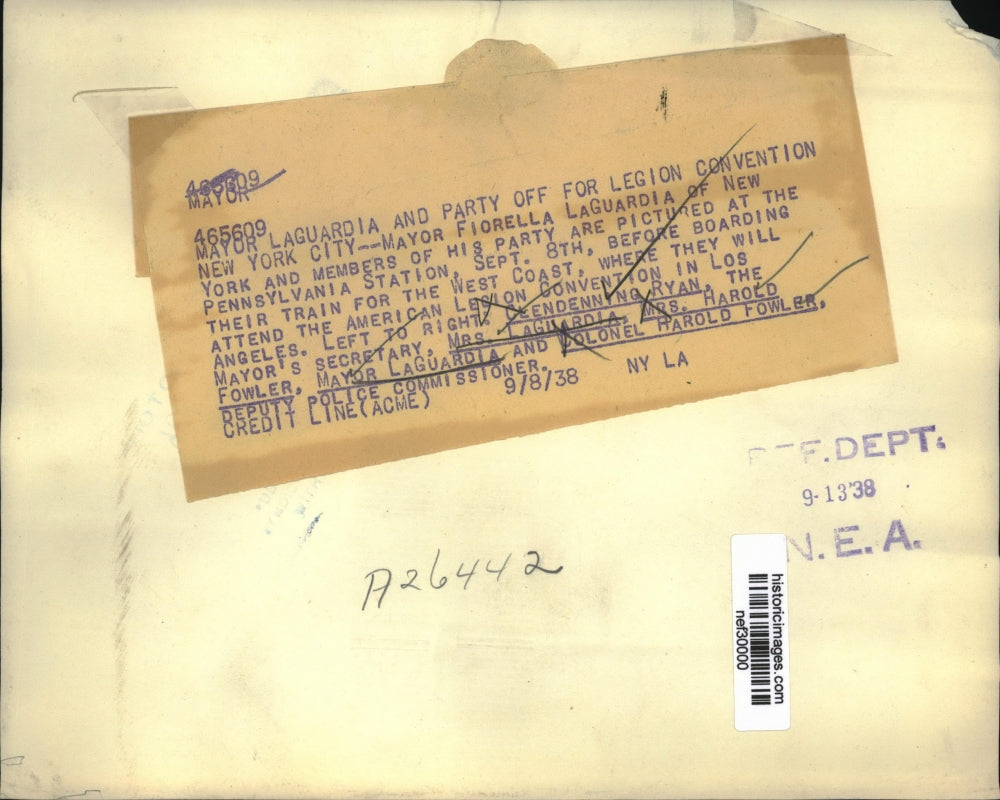 465609
MAYOR
465609
MAYOR LAGUARDIA AND PARTY OFF FOR LEGION CONVENTION
NEW YORK CITY--MAYOR FIORELLA LAGUARDIA OF NEW
YORK AND MEMBERS OF HIS PARTY ARE PICTURED AT THE
PENNSYLVANIA STATION, SEPT. 8TH, BEFORE BOARDING
THEIR TRAIN FOR THE WEST COAST, WHERE THEY WILL
ATTEND THE AMERICAN LEGION CONVENTION IN LOS
ANGELES. LEFT TO RIGHT, CLENDENNING RYAN, THE
MAYOR'S SECRETARY, MRS. LAGUARDIA, MRS. HAROLD
FOWLER, MAYOR LAGUARDIA AND COLONEL HAROLD FOWLER,
DEPUTY POLICE COMMISSIONER.
CREDIT LINE(ACME) 9/8/38 NY LA
REF. DEPT.
9-13'38
N.E.A.
A26442
historicimages.com
nef30000